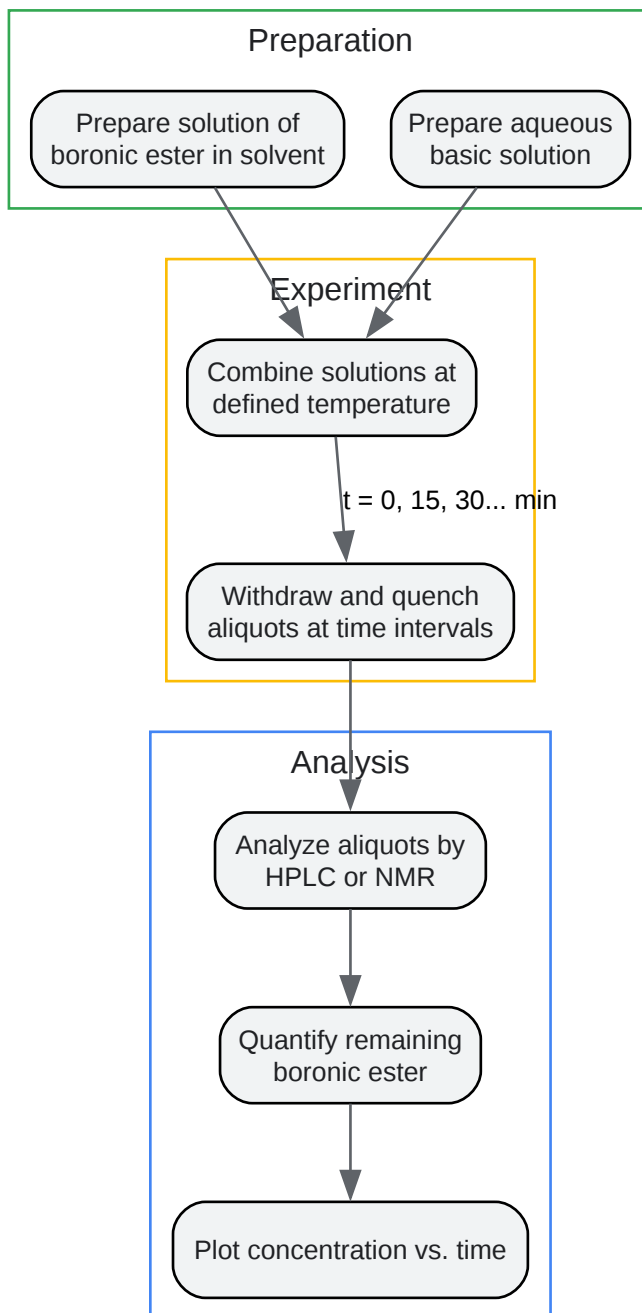 Preparation
Prepare solution of
boronic ester in solvent
Prepare aqueous
basic solution
Experiment
Combine solutions at
defined temperature
t = 0, 15, 30... min
Withdraw and quench
aliquots at time intervals
Analysis
Analyze aliquots by
HPLC or NMR
Quantify remaining
boronic ester
Plot concentration vs. time